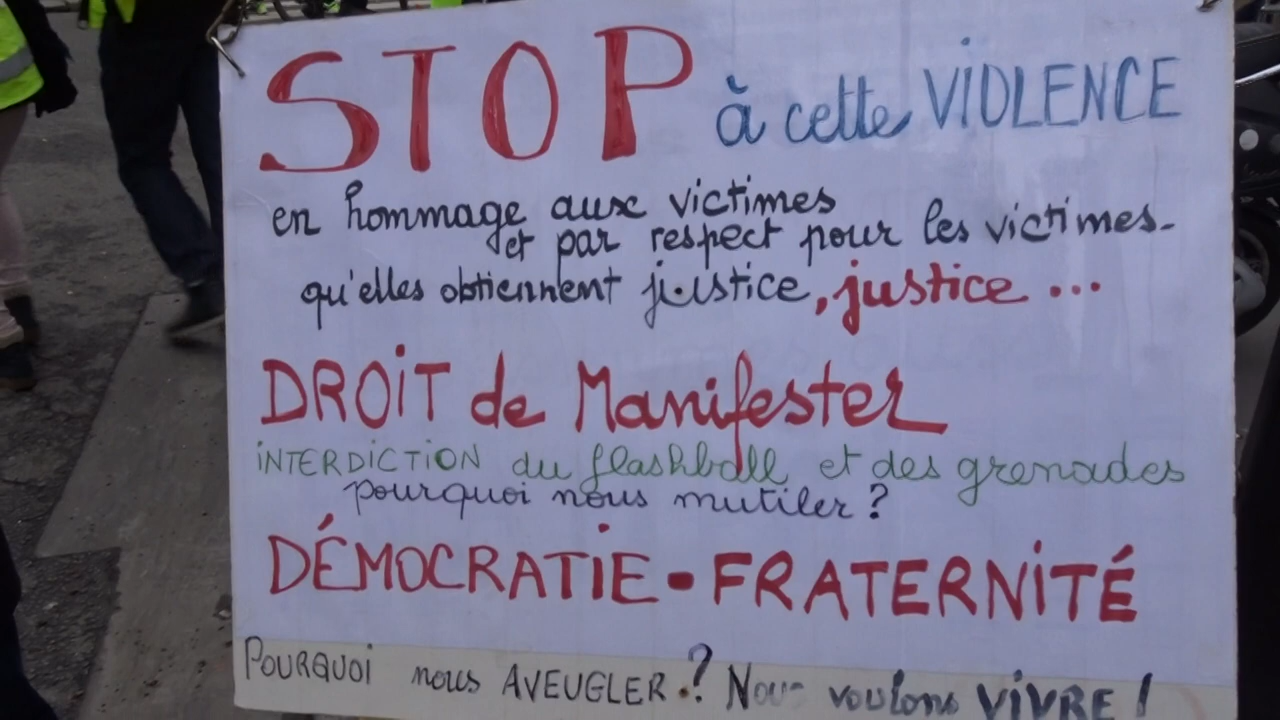 STOP à cette VIOLENCE
en hommage aux victimes
et par respect pour les victimes-
qu'elles obtiennent justice, justice ...
DROIT de Manifester
INTERDICTION du flashball et des grenades
pourquoi nous mutiler ?
DÉMOCRATIE - FRATERNITÉ
POURQUOI nous AVEUGLER ? Nous voulons VIVRE !